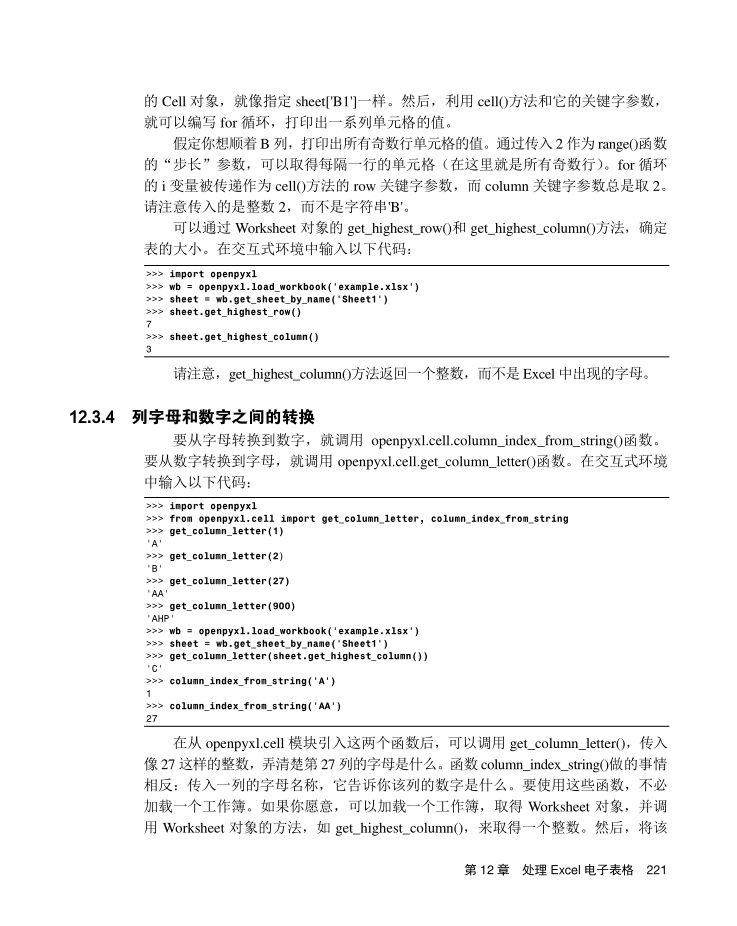 的 Cell 对象，就像指定 sheet['B1']一样。然后，利用 cell()方法和它的关键字参数，
就可以编写 for 循环，打印出一系列单元格的值。
假定你想顺着 B 列，打印出所有奇数行单元格的值。通过传入 2 作为 range()函数
的“步长”参数，可以取得每隔一行的单元格（在这里就是所有奇数行）。for 循环
的 i 变量被传递作为 cell()方法的 row 关键字参数，而 column 关键字参数总是取 2。
请注意传入的是整数 2，而不是字符串'B'。
可以通过 Worksheet 对象的 get_highest_row()和 get_highest_column()方法，确定
表的大小。在交互式环境中输入以下代码：
>>> import openpyxl
>>> wb = openpyxl.load_workbook('example.xlsx')
>>> sheet = wb.get_sheet_by_name('Sheet1')
>>> sheet.get_highest_row()
7
>>> sheet.get_highest_column()
3
请注意，get_highest_column()方法返回一个整数，而不是 Excel 中出现的字母。
12.3.4 列字母和数字之间的转换
要从字母转换到数字，就调用 openpyxl.cell.column_index_from_string()函数。
要从数字转换到字母，就调用 openpyxl.cell.get_column_letter()函数。在交互式环境
中输入以下代码：
>>> import openpyxl
>>> from openpyxl.cell import get_column_letter, column_index_from_string
>>> get_column_letter(1)
'A'
>>> get_column_letter(2)
'B'
>>> get_column_letter(27)
'AA'
>>> get_column_letter(900)
'AHP'
>>> wb = openpyxl.load_workbook('example.xlsx')
>>> sheet = wb.get_sheet_by_name('Sheet1')
>>> get_column_letter(sheet.get_highest_column())
'C'
>>> column_index_from_string('A')
1
>>> column_index_from_string('AA')
27
在从 openpyxl.cell 模块引入这两个函数后，可以调用 get_column_letter()，传入
像 27 这样的整数，弄清楚第 27 列的字母是什么。函数 column_index_string()做的事情
相反：传入一列的字母名称，它告诉你该列的数字是什么。要使用这些函数，不必
加载一个工作簿。如果你愿意，可以加载一个工作簿，取得 Worksheet 对象，并调
用 Worksheet 对象的方法，如 get_highest_column()，来取得一个整数。然后，将该
第 12 章 处理 Excel 电子表格 221